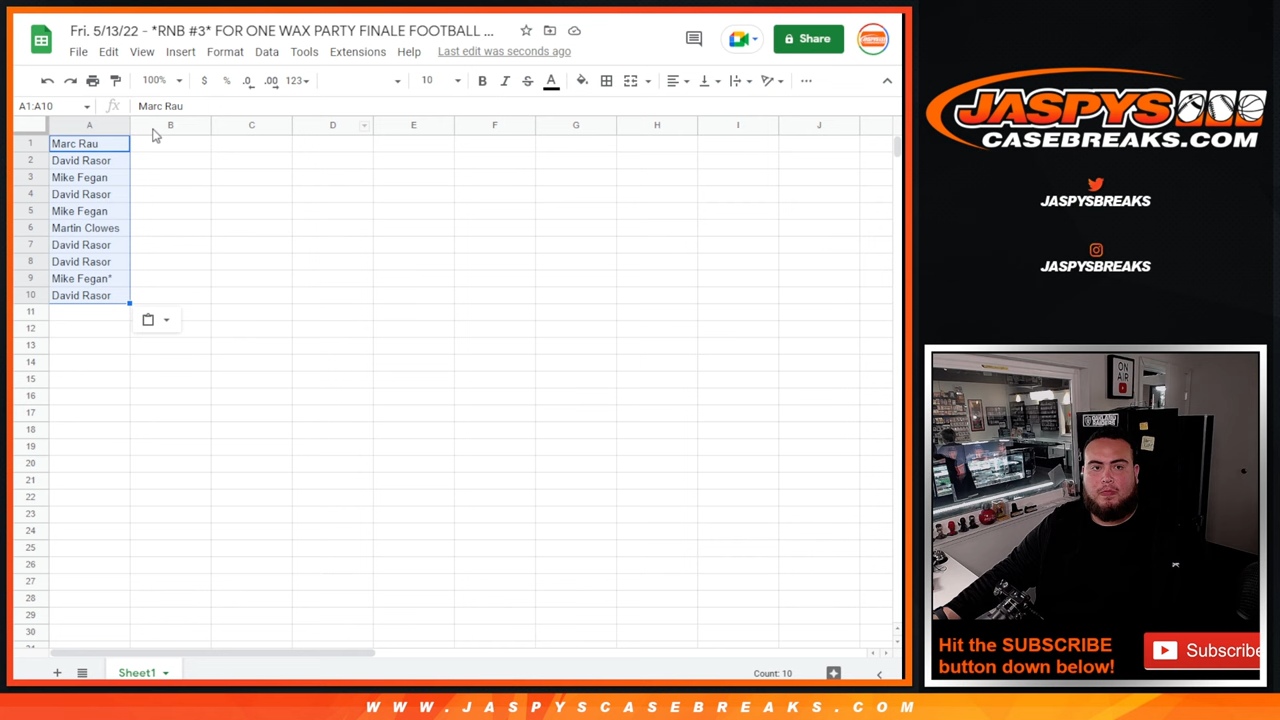 Fri. 5/13/22 - *RNB #3* FOR ONE WAX PARTY FINALE FOOTBALL ...
File Edit View Insert Format Data Tools Extensions Help Last edit was seconds ago
Share
100% $ % .0 .00 123 10 B I S A
A1:A10 fx Marc Rau
A B C D E F G H I J
1 Marc Rau
2 David Rasor
3 Mike Fegan
4 David Rasor
5 Mike Fegan
6 Martin Clowes
7 David Rasor
8 David Rasor
9 Mike Fegan*
10 David Rasor
11
12
13
14
15
16
17
18
19
20
21
22
23
24
25
26
27
28
29
30
Sheet1
Count: 10
JASPYS
CASEBREAKS.COM
JASPYSBREAKS
JASPYSBREAKS
ON
AIR
Hit the SUBSCRIBE
button down below!
Subscribe
WWW.JASPYSCASEBREAKS.COM